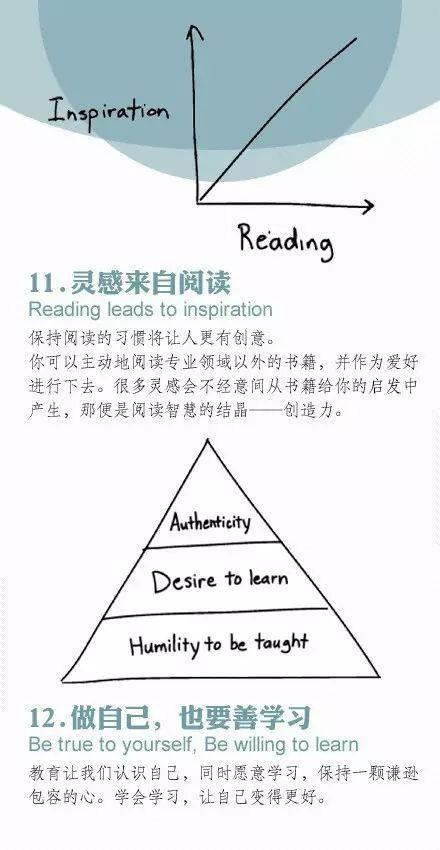 Inspiration
Reading
11.灵感来自阅读
Reading leads to inspiration
保持阅读的习惯将让人更有创意。
你可以主动地阅读专业领域以外的书籍，并作为爱好
进行下去。很多灵感会不经意间从书籍给你的启发中
产生，那便是阅读智慧的结晶——创造力。
Authenticity
Desire to learn
Humility to be taught
12.做自己，也要善学习
Be true to yourself, Be willing to learn
教育让我们认识自己，同时愿意学习，保持一颗谦逊
包容的心。学会学习，让自己变得更好。